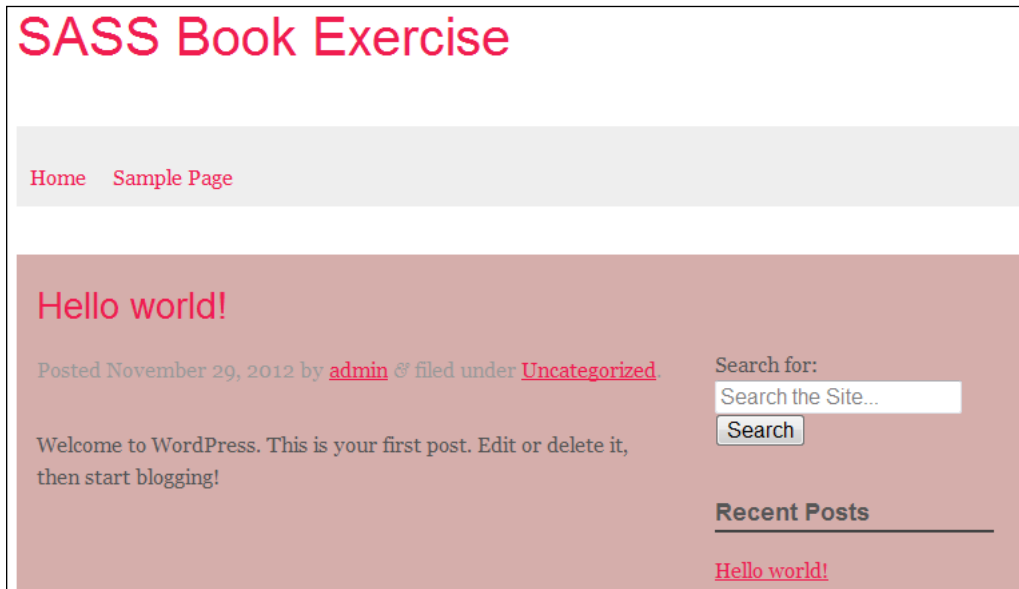 SASS Book Exercise
Home Sample Page
Hello world!
Posted November 29, 2012 by admin & filed under Uncategorized.
Welcome to WordPress. This is your first post. Edit or delete it,
then start blogging!
Search for:
Search the Site...
Search
Recent Posts
Hello world!